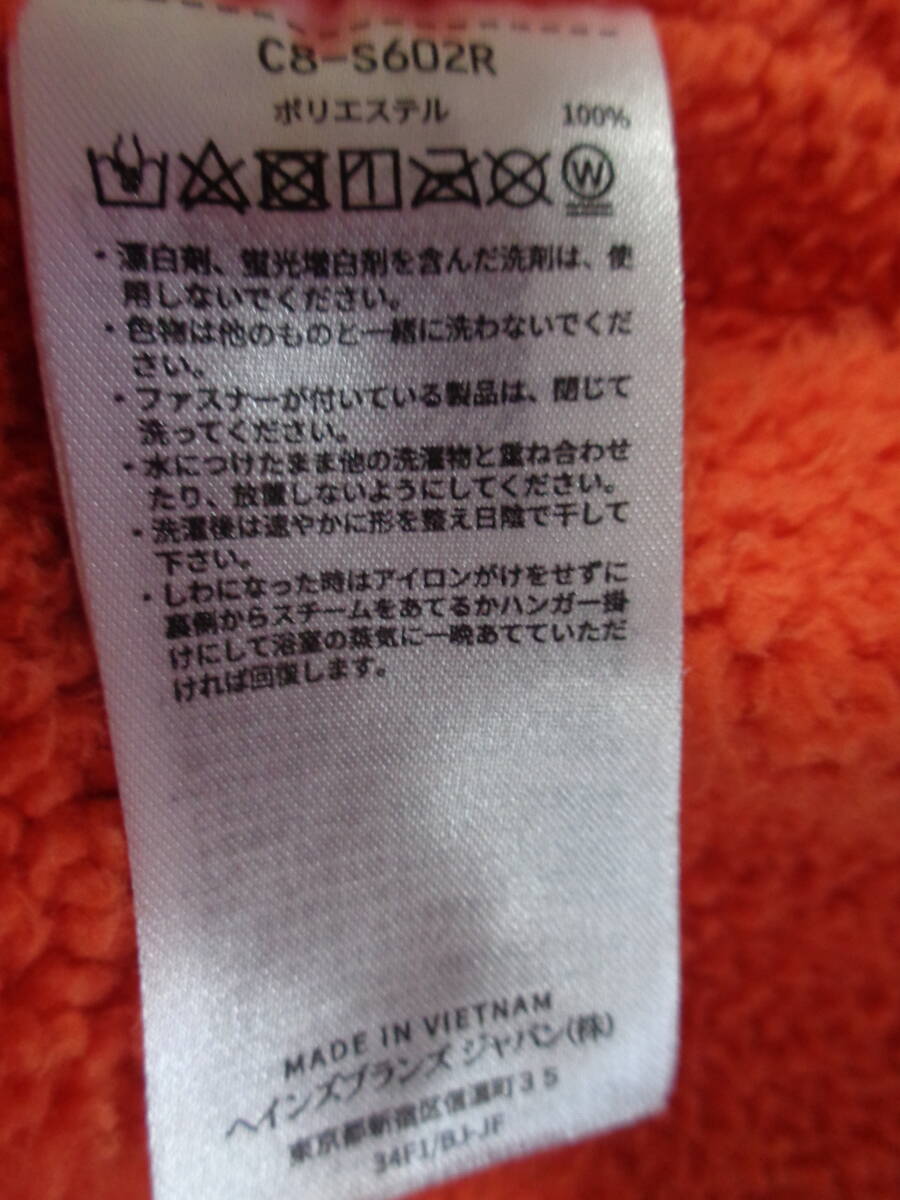 C8-S602R
ポリエステル 100%
W
・漂白剤、蛍光増白剤を含んだ洗剤は、使
用しないでください。
・色物は他のものと一緒に洗わないでくだ
さい。
・ファスナーが付いている製品は、閉じて
洗ってください。
・水につけたまま他の洗濯物と重ね合わせ
たり、放置しないようにしてください。
・洗濯後は速やかに形を整え日陰で干して
下さい。
・しわになった時はアイロンがけをせずに
裏側からスチームをあてるかハンガー掛
けにして浴室の蒸気に一晩あてていただ
ければ回復します。
MADE IN VIETNAM
ヘインズブランズ ジャパン(株)
東京都新宿区信濃町35
34F1/BJ-JF